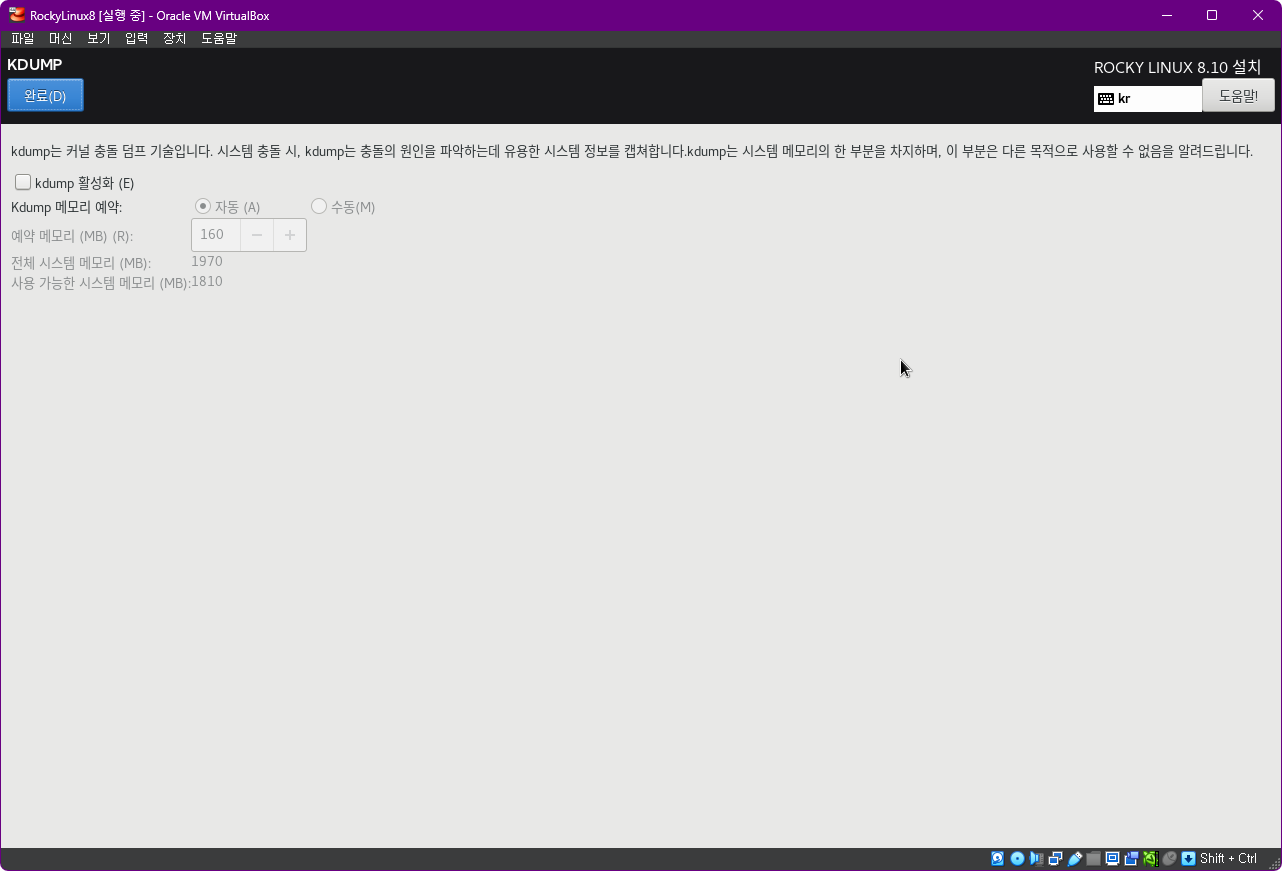 RockyLinux8 [실행 중] - Oracle VM VirtualBox
파일 머신 보기 입력 장치 도움말
KDUMP
ROCKY LINUX 8.10 설치
완료(D)
kr
도움말!
kdump는 커널 충돌 덤프 기술입니다. 시스템 충돌 시, kdump는 충돌의 원인을 파악하는데 유용한 시스템 정보를 캡쳐합니다.kdump는 시스템 메모리의 한 부분을 차지하며, 이 부분은 다른 목적으로 사용할 수 없음을 알려드립니다.
kdump 활성화 (E)
Kdump 메모리 예약: 자동 (A) 수동(M)
예약 메모리 (MB) (R): 160 − +
전체 시스템 메모리 (MB): 1970
사용 가능한 시스템 메모리 (MB):1810
Shift + Ctrl